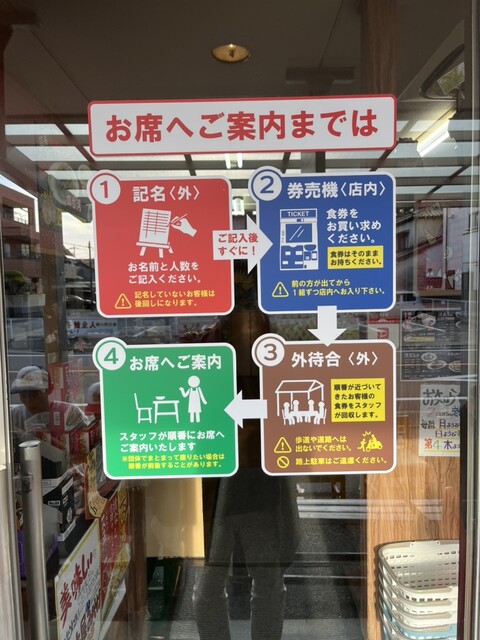 お席へご案内までは
1
記名〈外〉
お名前と人数を
ご記入ください。
記名していないお客様は
後回しになります。
ご記入後
すぐに！
2
券売機〈店内〉
TICKET
食券を
お買い求め
ください。
食券はそのまま
お持ちください。
前の方が出てから
1組ずつ店内へお入り下さい。
3
外待合〈外〉
順番が近づいて
きたお客様の
食券をスタッフ
が回収します。
歩道や道路へは
出ないでください。
路上駐車はご遠慮ください。
4
お席へご案内
スタッフが順番にお席へ
ご案内いたします
※団体でまとまって座りたい場合は
順番が前後することがあります。
美味しい
第4木